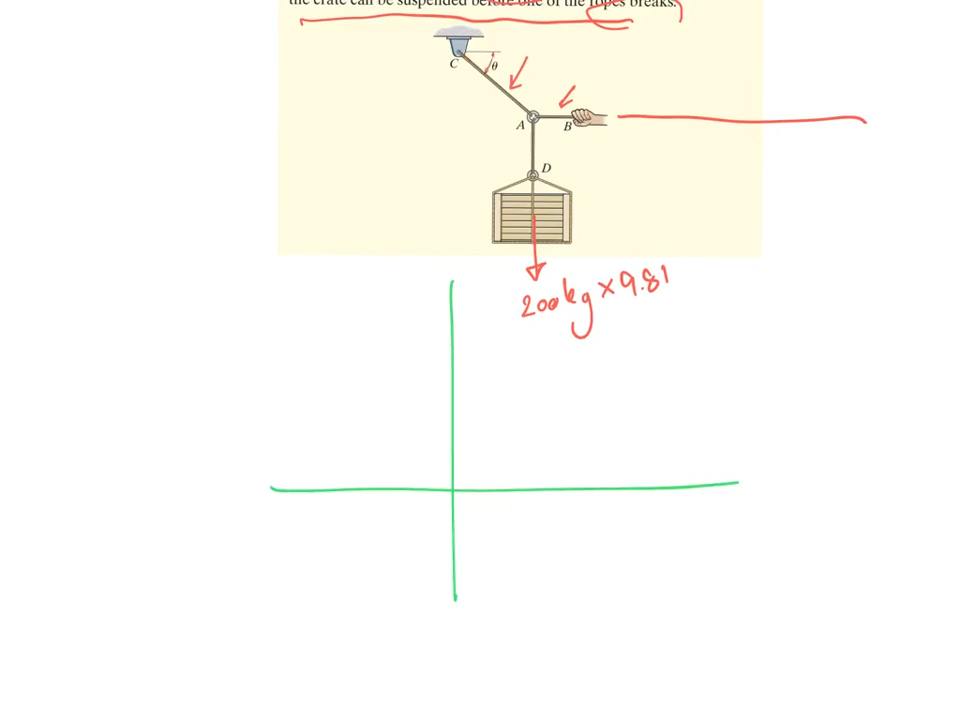 the crate can be suspended before one of the ropes breaks.
C
θ
A
B
D
200kg×9.81